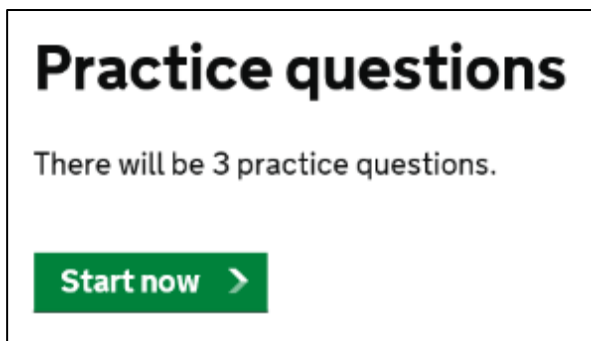 Practice questions
There will be 3 practice questions.
Start now